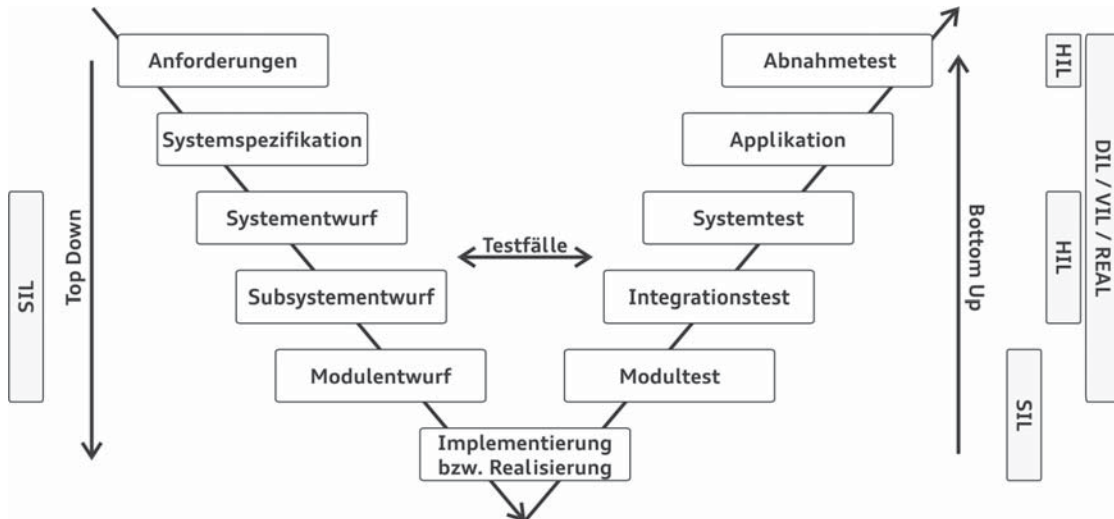 Anforderungen
Abnahmetest
HIL
Systemspezifikation
Applikation
DIL / VIL / REAL
Systementwurf
Systemtest
Testfälle
Top Down
Bottom Up
SIL
HIL
Subsystementwurf
Integrationstest
Modulentwurf
Modultest
SIL
Implementierung
bzw. Realisierung